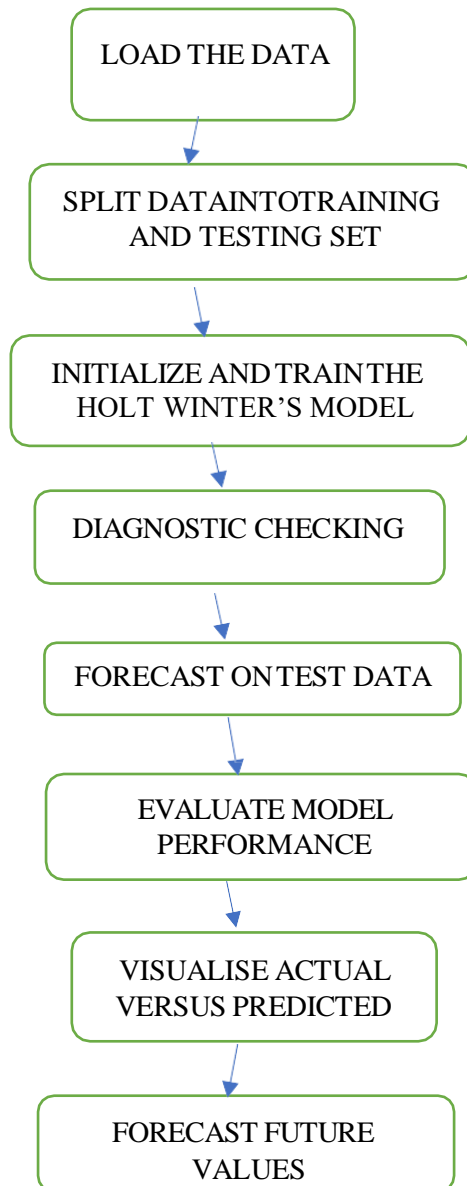 LOAD THE DATA
SPLIT DATAINTOTRAINING
AND TESTING SET
INITIALIZE AND TRAINTHE
HOLT WINTER’S MODEL
DIAGNOSTIC CHECKING
FORECAST ONTEST DATA
EVALUATE MODEL
PERFORMANCE
VISUALISE ACTUAL
VERSUS PREDICTED
FORECAST FUTURE
VALUES